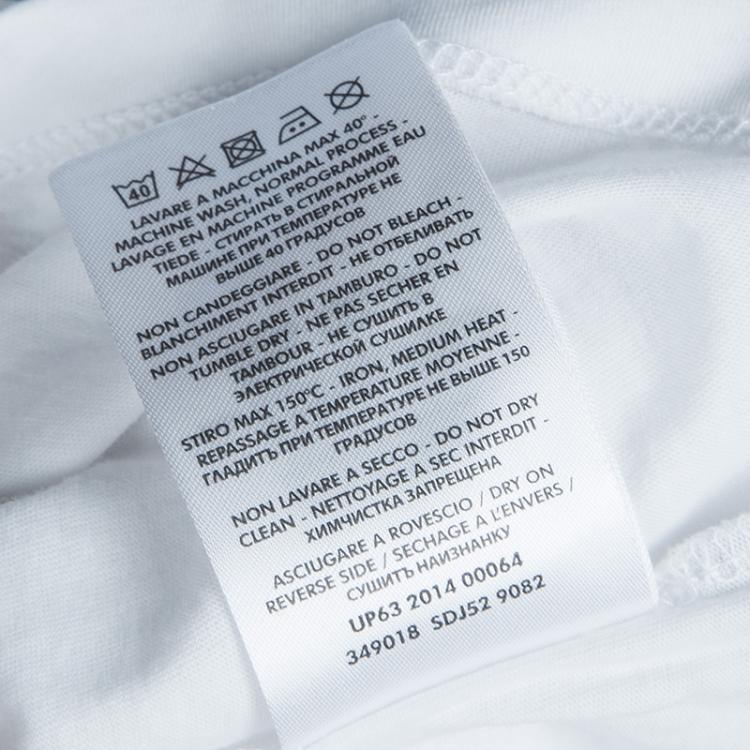 40
LAVARE A MACCHINA MAX 40° -
MACHINE WASH, NORMAL PROCESS -
LAVAGE EN MACHINE PROGRAMME EAU
TIEDE - СТИРАТЬ В СТИРАЛЬНОЙ
МАШИНЕ ПРИ ТЕМПЕРАТУРЕ НЕ
ВЫШЕ 40 ГРАДУСОВ
NON CANDEGGIARE - DO NOT BLEACH -
BLANCHIMENT INTERDIT - НЕ ОТБЕЛИВАТЬ
NON ASCIUGARE IN TAMBURO - DO NOT
TUMBLE DRY - NE PAS SECHER EN
TAMBOUR - НЕ СУШИТЬ В
ЭЛЕКТРИЧЕСКОЙ СУШИЛКЕ
STIRO MAX 150°C - IRON, MEDIUM HEAT -
REPASSAGE A TEMPERATURE MOYENNE -
ГЛАДИТЬ ПРИ ТЕМПЕРАТУРЕ НЕ ВЫШЕ 150
ГРАДУСОВ
NON LAVARE A SECCO - DO NOT DRY
CLEAN - NETTOYAGE A SEC INTERDIT -
ХИМЧИСТКА ЗАПРЕЩЕНА
ASCIUGARE A ROVESCIO / DRY ON
REVERSE SIDE / SECHAGE A L'ENVERS /
СУШИТЬ НАИЗНАНКУ
UP63 2014 00064
349018 SDJ52 9082